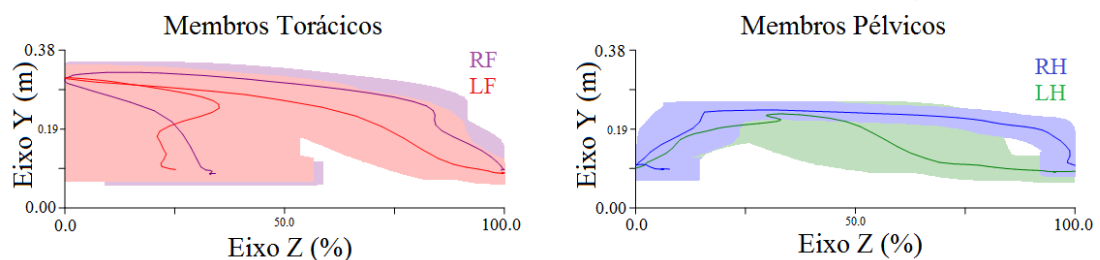 Membros Torácicos
0.38
RF
LF
Eixo Y (m)
0.19
0.00
0.0
50.0
100.0
Eixo Z (%)
Membros Pélvicos
0.38
RH
LH
Eixo Y (m)
0.19
0.00
0.0
50.0
100.0
Eixo Z (%)